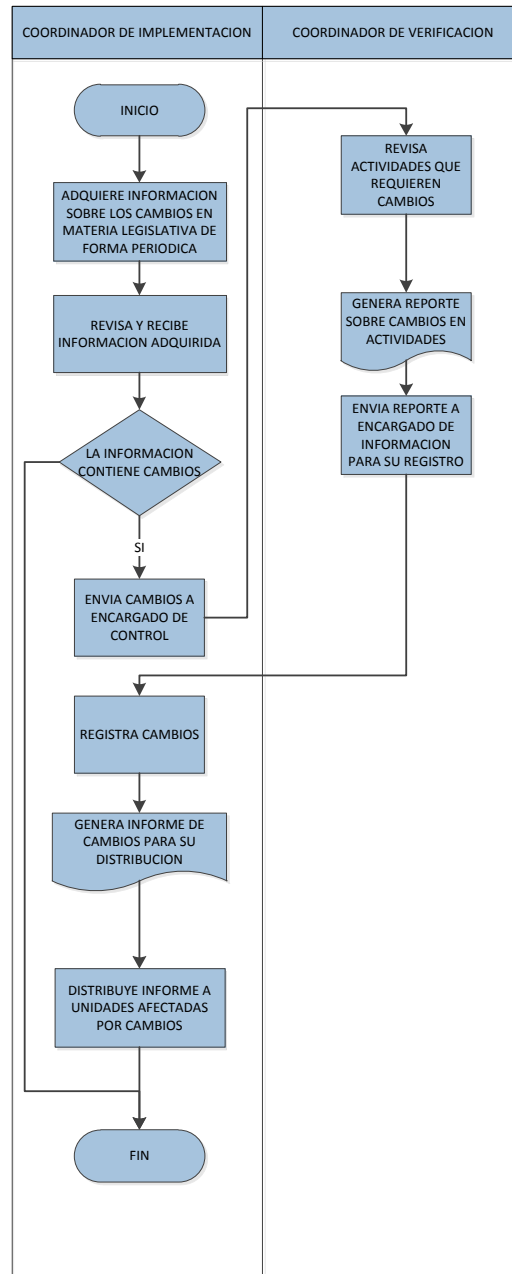 COORDINADOR DE IMPLEMENTACION
COORDINADOR DE VERIFICACION
INICIO
ADQUIERE INFORMACION
SOBRE LOS CAMBIOS EN
MATERIA LEGISLATIVA DE
FORMA PERIODICA
REVISA Y RECIBE
INFORMACION ADQUIRIDA
LA INFORMACION
CONTIENE CAMBIOS
SI
ENVIA CAMBIOS A
ENCARGADO DE
CONTROL
REVISA
ACTIVIDADES QUE
REQUIEREN
CAMBIOS
GENERA REPORTE
SOBRE CAMBIOS EN
ACTIVIDADES
ENVIA REPORTE A
ENCARGADO DE
INFORMACION
PARA SU REGISTRO
REGISTRA CAMBIOS
GENERA INFORME DE
CAMBIOS PARA SU
DISTRIBUCION
DISTRIBUYE INFORME A
UNIDADES AFECTADAS
POR CAMBIOS
FIN